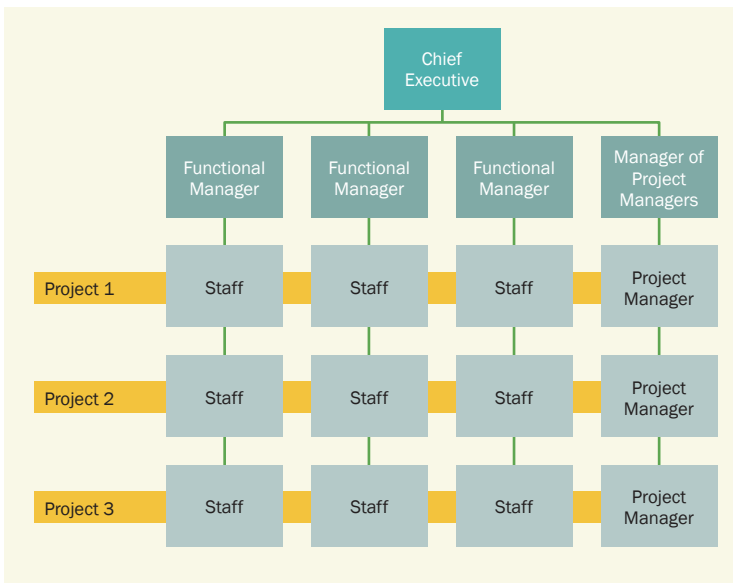 Chief
Executive
Functional
Manager
Functional
Manager
Functional
Manager
Manager of
Project
Managers
Project 1
Staff
Staff
Staff
Project
Manager
Project 2
Staff
Staff
Staff
Project
Manager
Project 3
Staff
Staff
Staff
Project
Manager